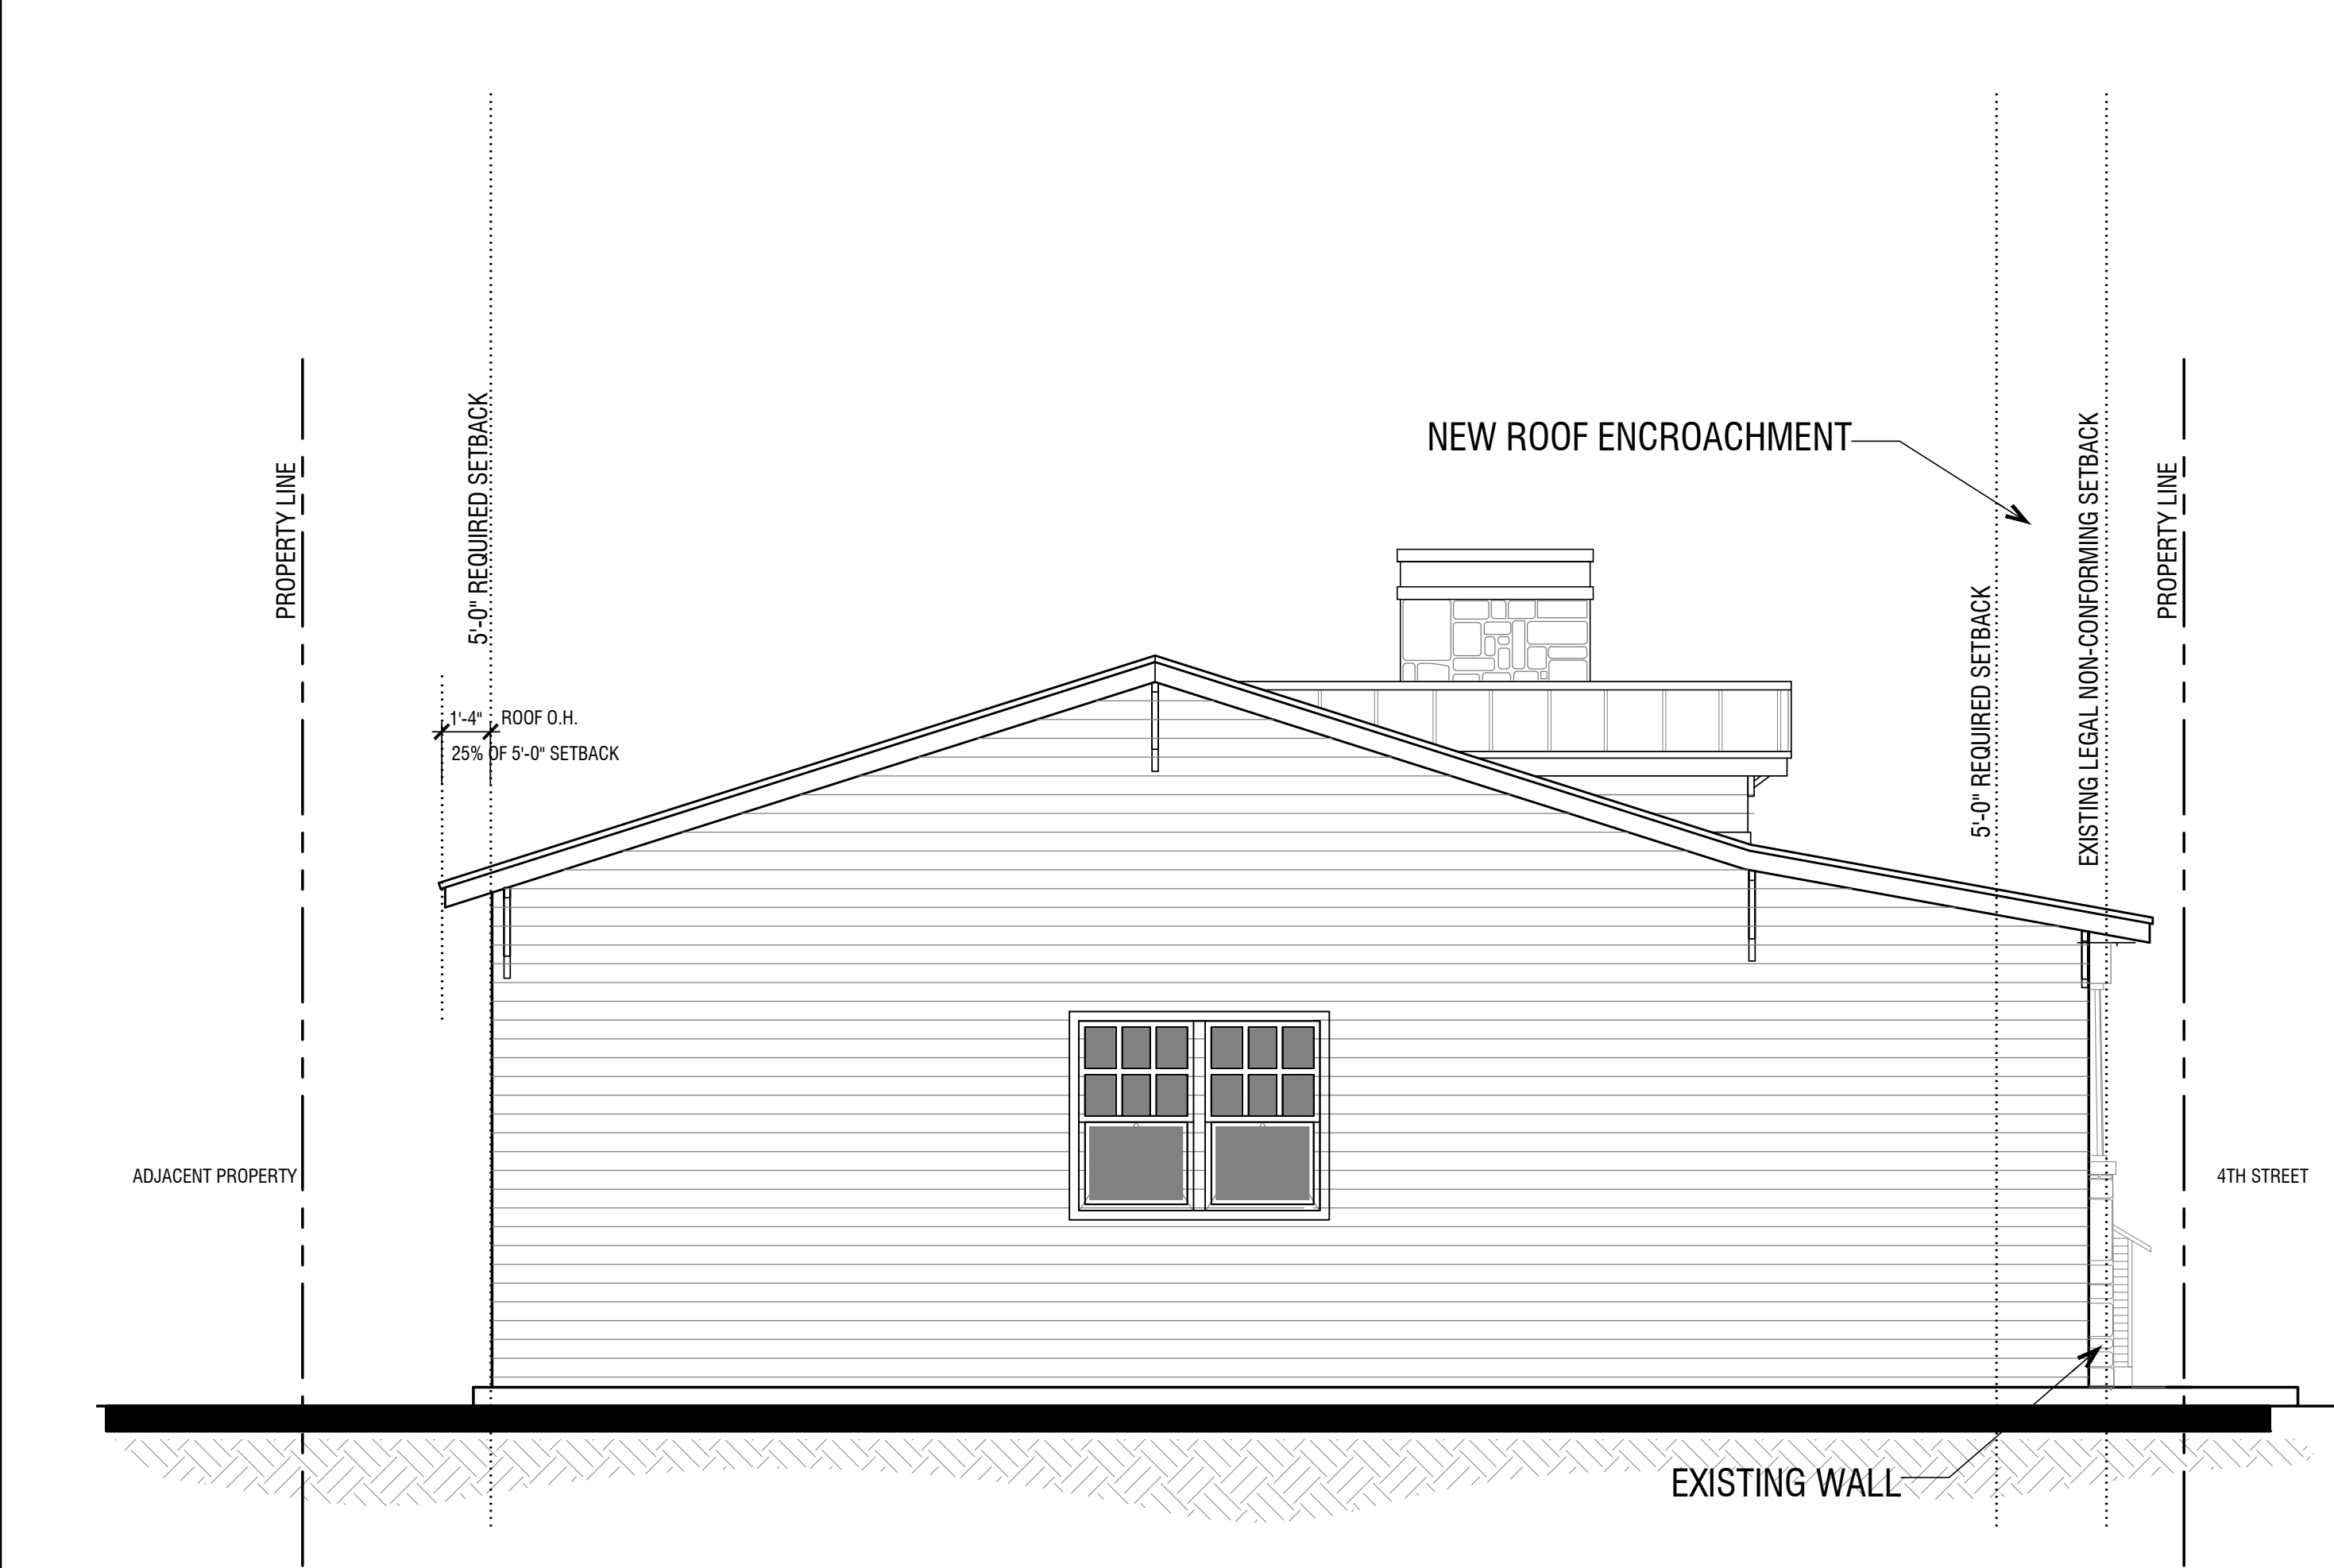 NEW ROOF ENCROACHMENT
PROPERTY LINE
5'-0" REQUIRED SETBACK
5'-0" REQUIRED SETBACK
EXISTING LEGAL NON-CONFORMING SETBACK
PROPERTY LINE
1'-4" ROOF O.H.
25% OF 5'-0" SETBACK
ADJACENT PROPERTY
4TH STREET
EXISTING WALL